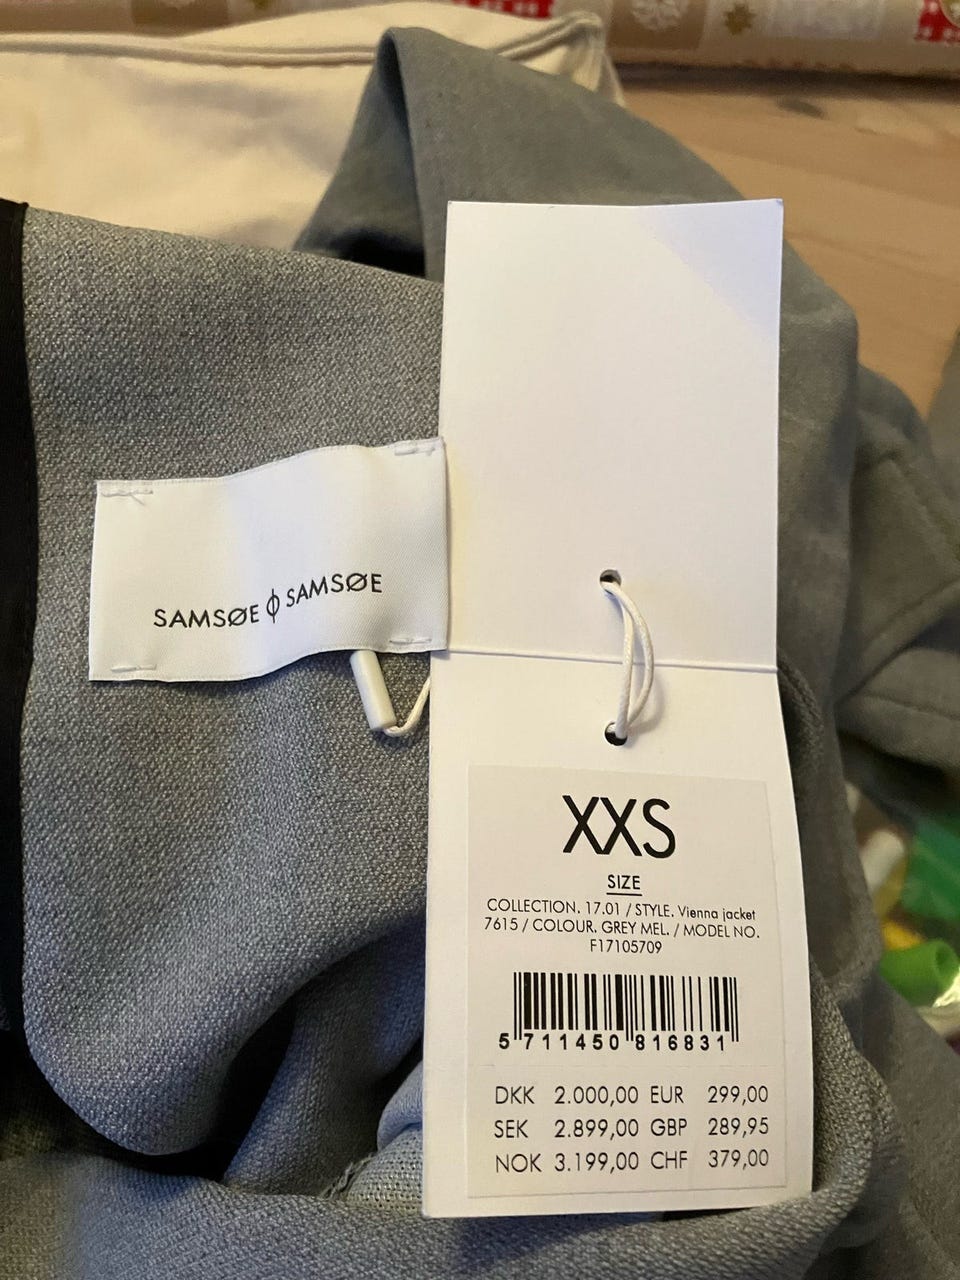 SAMSØE ϕ SAMSØE
XXS
SIZE
COLLECTION. 17.01 / STYLE. Vienna jacket
7615 / COLOUR. GREY MEL. / MODEL NO.
F17105709
5 711450 816831
DKK 2.000,00 EUR 299,00
SEK 2.899,00 GBP 289,95
NOK 3.199,00 CHF 379,00